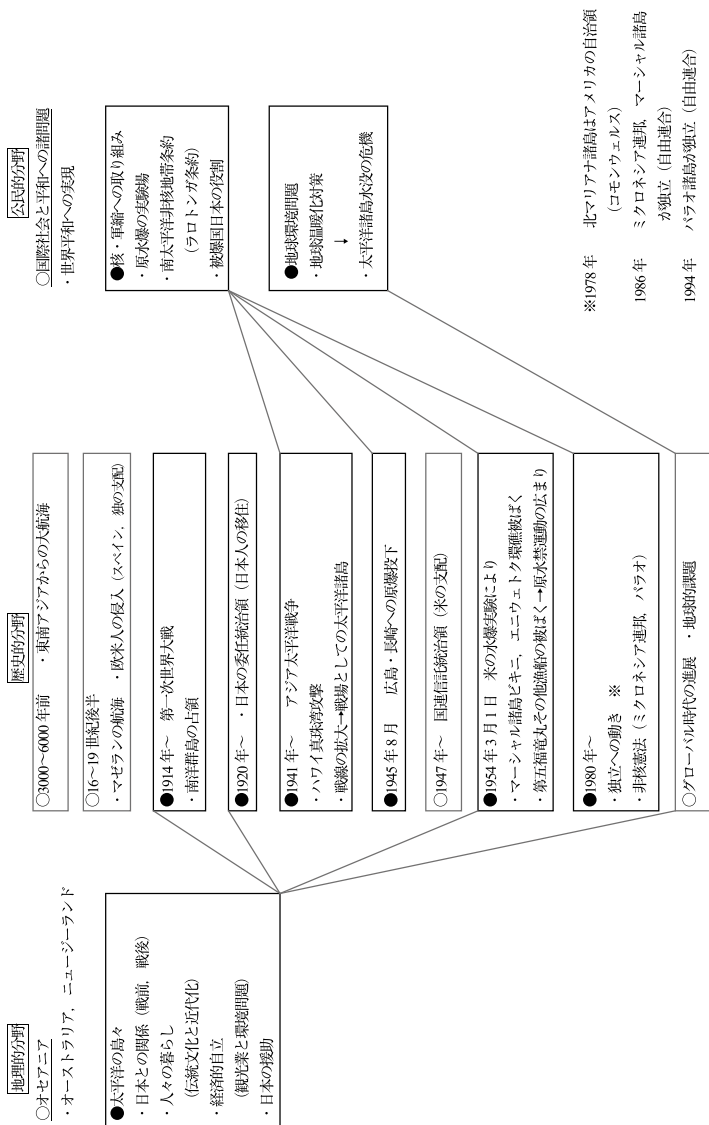 地理的分野
○オセアニア
・オーストラリア，ニュージーランド
●太平洋の島々
・日本との関係（戦前，戦後）
・人々の暮らし
（伝統文化と近代化）
・経済的自立
（観光業と環境問題）
・日本の援助
歴史的分野
○3000～6000年前　・東南アジアからの大航海
○16～19世紀後半
・マゼランの航海　・欧米人の侵入（スペイン，独の支配）
●1914年～　第一次世界大戦
・南洋群島の占領
●1920年～　・日本の委任統治領（日本人の移住）
●1941年～　アジア太平洋戦争
・ハワイ真珠湾攻撃
・戦線の拡大→戦場としての太平洋諸島
●1945年8月　広島・長崎への原爆投下
○1947年～　国連信託統治領（米の支配）
●1954年3月1日　米の水爆実験により
・マーシャル諸島ビキニ，エニウェトク環礁被ばく
・第五福竜丸その他漁船の被ばく→原水禁運動の広まり
●1980年～
・独立への動き　※
・非核憲法（ミクロネシア連邦，パラオ）
○グローバル時代の進展　・地球的課題
公民的分野
○国際社会と平和への諸問題
・世界平和への実現
●核・軍縮への取り組み
・原水爆の実験場
・南太平洋非核地帯条約
（ラロトンガ条約）
・被爆国日本の役割
●地球環境問題
・地球温暖化対策
↓
・太平洋諸島水没の危機
※1978年　北マリアナ諸島はアメリカの自治領
（コモンウェルス）
1986年　ミクロネシア連邦，マーシャル諸島
が独立（自由連合）
1994年　パラオ諸島が独立（自由連合）